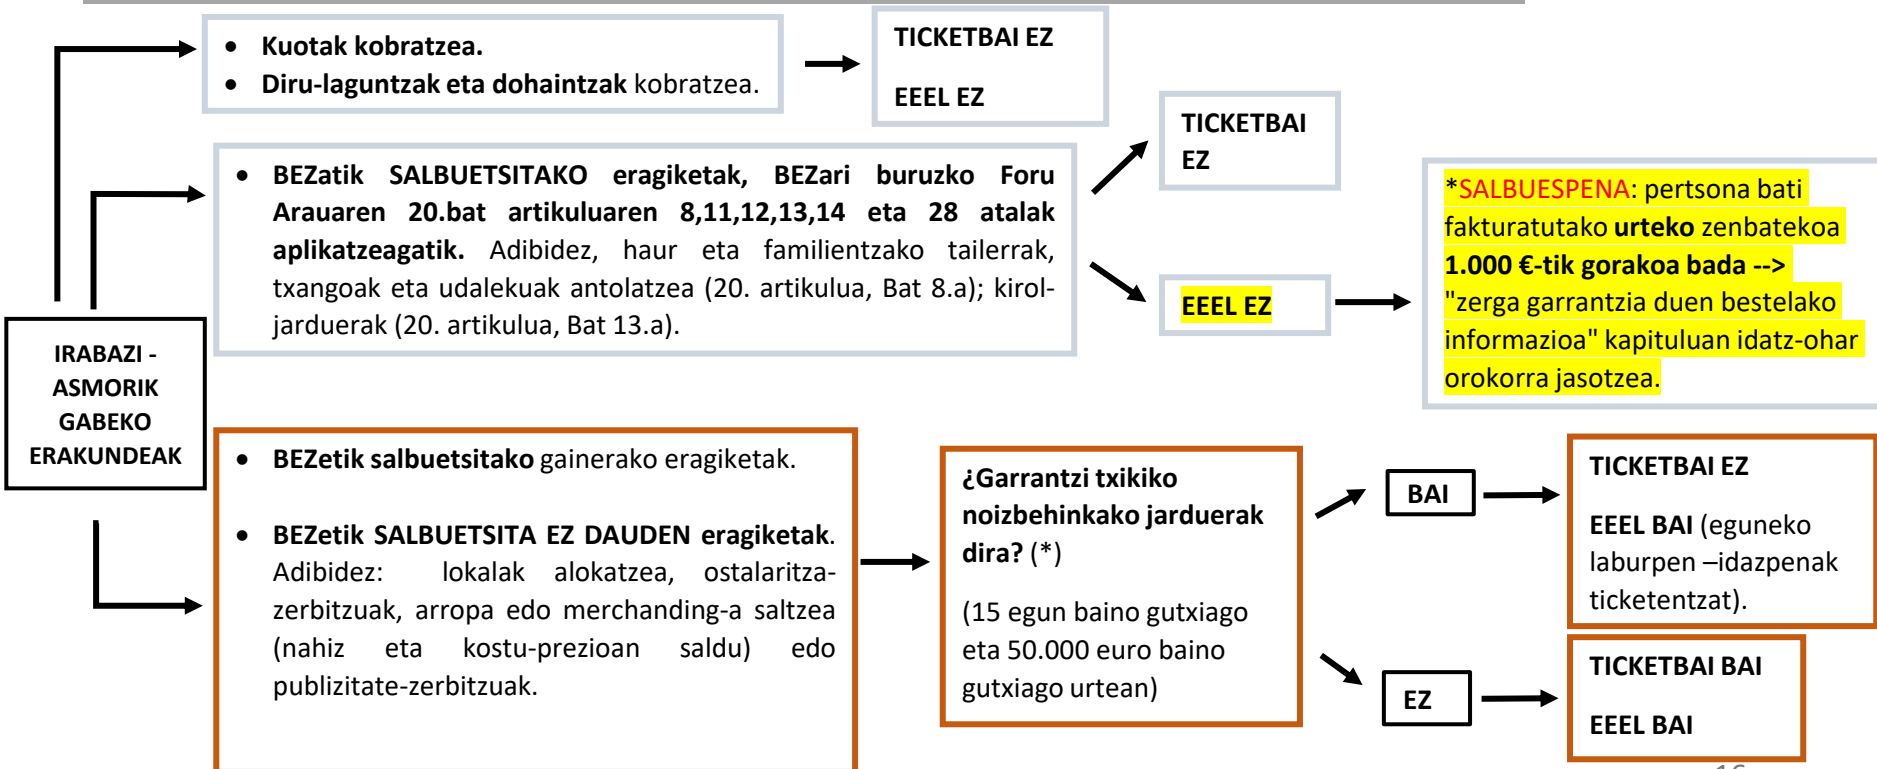 • Kuotak kobratzea.
• Diru-laguntzak eta dohaintzak kobratzea.
TICKETBAI EZ
EEEL EZ
• BEZatik SALBUETSITAKO eragiketak, BEZari buruzko Foru
Arauaren 20.bat artikuluaren 8,11,12,13,14 eta 28 atalak
aplikatzeagatik. Adibidez, haur eta familientzako tailerrak,
txangoak eta udalekuak antolatzea (20. artikulua, Bat 8.a); kirol-
jarduerak (20. artikulua, Bat 13.a).
TICKETBAI
EZ
EEEL EZ
*SALBUESPENA: pertsona bati
fakturatutako urteko zenbatekoa
1.000 €-tik gorakoa bada -->
"zerga garrantzia duen bestelako
informazioa" kapituluan idatz-ohar
orokorra jasotzea.
IRABAZI -
ASMORIK
GABEKO
ERAKUNDEAK
• BEZetik salbuetsitako gainerako eragiketak.
• BEZetik SALBUETSITA EZ DAUDEN eragiketak.
Adibidez: lokalak alokatzea, ostalaritza-
zerbitzuak, arropa edo merchanding-a saltzea
(nahiz eta kostu-prezioan saldu) edo
publizitate-zerbitzuak.
¿Garrantzi txikiko
noizbehinkako jarduerak
dira? (*)
(15 egun baino gutxiago
eta 50.000 euro baino
gutxiago urtean)
BAI
TICKETBAI EZ
EEEL BAI (eguneko
laburpen –idazpenak
ticketentzat).
EZ
TICKETBAI BAI
EEEL BAI